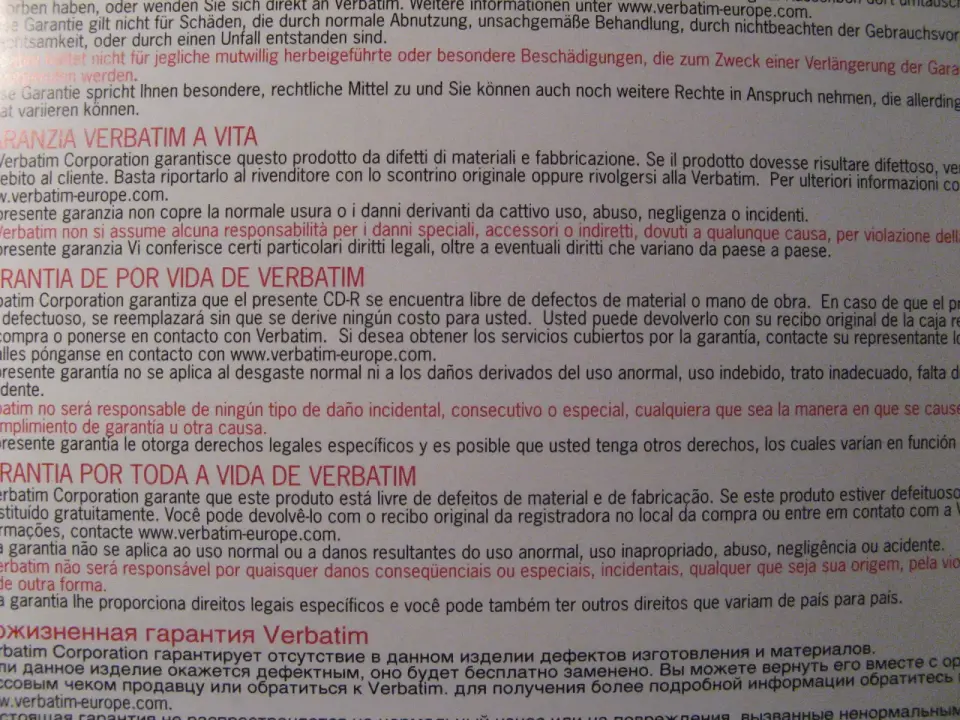 orben haben, oder wenden Sie sich direkt an Verbatim. Weitere Informationen unter www.verbatim-europe.com.
se Garantie gilt nicht für Schäden, die durch normale Abnutzung, unsachgemäße Behandlung, durch nichtbeachten der Gebrauchsvor
chtsamkeit, oder durch einen Unfall entstanden sind.
haftet nicht für jegliche mutwillig herbeigeführte oder besondere Beschädigungen, die zum Zweck einer Verlängerung der Gara
werden.
se Garantie spricht Ihnen besondere, rechtliche Mittel zu und Sie können auch noch weitere Rechte in Anspruch nehmen, die allerding
at variieren können.
ARANZIA VERBATIM A VITA
Verbatim Corporation garantisce questo prodotto da difetti di materiali e fabbricazione. Se il prodotto dovesse risultare difettoso, ver
ebito al cliente. Basta riportarlo al rivenditore con lo scontrino originale oppure rivolgersi alla Verbatim. Per ulteriori informazioni co
w.verbatim-europe.com.
presente garanzia non copre la normale usura o i danni derivanti da cattivo uso, abuso, negligenza o incidenti.
Verbatim non si assume alcuna responsabilità per i danni speciali, accessori o indiretti, dovuti a qualunque causa, per violazione dell
presente garanzia Vi conferisce certi particolari diritti legali, oltre a eventuali diritti che variano da paese a paese.
RANTIA DE POR VIDA DE VERBATIM
batim Corporation garantiza que el presente CD-R se encuentra libre de defectos de material o mano de obra. En caso de que el pr
defectuoso, se reemplazará sin que se derive ningún costo para usted. Usted puede devolverlo con su recibo original de la caja re
compra o ponerse en contacto con Verbatim. Si desea obtener los servicios cubiertos por la garantía, contacte su representante lo
alles pónganse en contacto con www.verbatim-europe.com.
presente garantía no se aplica al desgaste normal ni a los daños derivados del uso anormal, uso indebido, trato inadecuado, falta d
idente.
batim no será responsable de ningún tipo de daño incidental, consecutivo o especial, cualquiera que sea la manera en que se cause
mplimiento de garantía u otra causa.
presente garantía le otorga derechos legales específicos y es posible que usted tenga otros derechos, los cuales varían en función
RANTIA POR TODA A VIDA DE VERBATIM
erbatim Corporation garante que este produto está livre de defeitos de material e de fabricação. Se este produto estiver defeituoso
stituído gratuitamente. Você pode devolvê-lo com o recibo original da registradora no local da compra ou entre em contato com a V
ormações, contacte www.verbatim-europe.com.
a garantia não se aplica ao uso normal ou a danos resultantes do uso anormal, uso inapropriado, abuso, negligência ou acidente.
erbatim não será responsável por quaisquer danos conseqüenciais ou especiais, incidentais, qualquer que seja sua origem, pela vio
de outra forma.
a garantia lhe proporciona direitos legais específicos e você pode também ter outros direitos que variam de país para país.
ожизненная гарантия Verbatim
rbatim Corporation гарантирует отсутствие в данном изделии дефектов изготовления и материалов.
ли данное изделие окажется дефектным, оно будет бесплатно заменено. Вы можете вернуть его вместе с ор
ссовым чеком продавцу или обратиться к Verbatim. для получения более подробной информации обратитесь
w.verbatim-europe.com.
стоящая гарантия не распространяется на нормальный износ или на повреждения, вызванные ненормальным